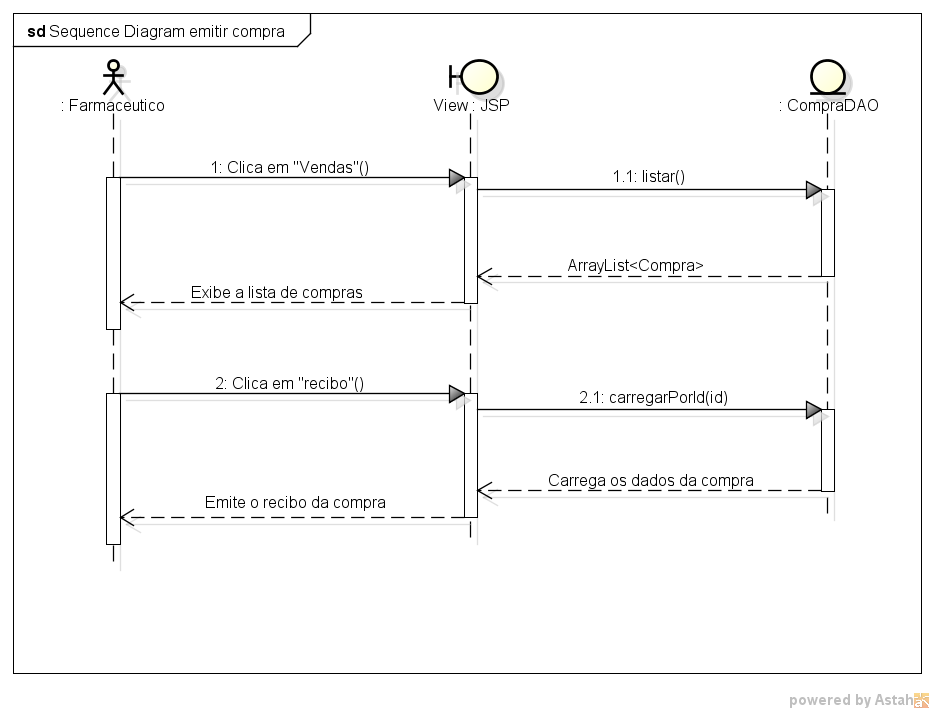 sd Sequence Diagram emitir compra
: Farmacêutico
View : JSP
: CompraDAO
1: Clica em "Vendas"()
1.1: listar()
ArrayList<Compra>
Exibe a lista de compras
2: Clica em "recibo"()
2.1: carregarPorId(id)
Carrega os dados da compra
Emite o recibo da compra
powered by Astah